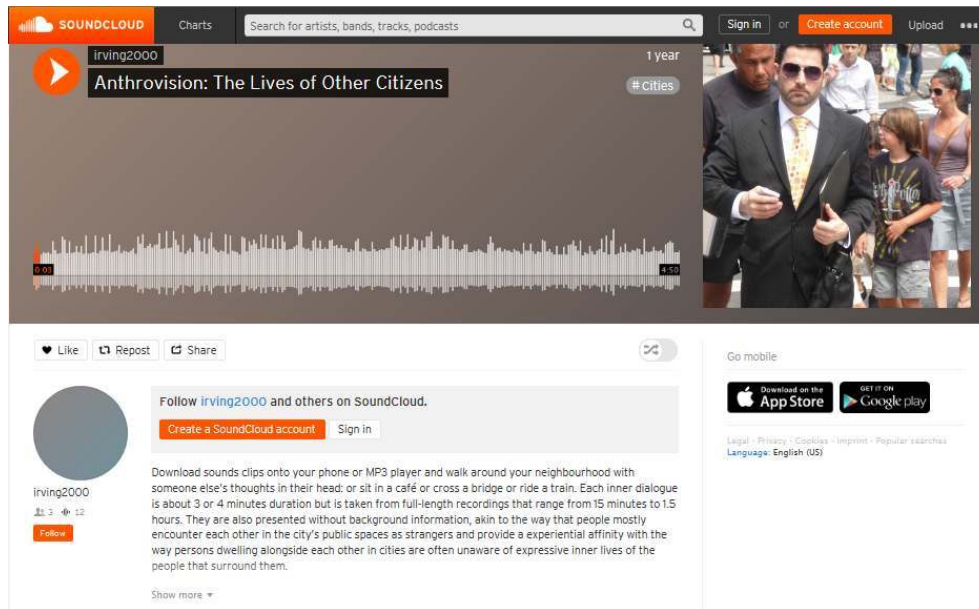 SOUNDCLOUD Charts Search for artists, bands, tracks, podcasts Sign in or Create account Upload
irving2000 1 year
Anthrovision: The Lives of Other Citizens # Cities
0:03 4:50
Like Repost Share
Go mobile
Follow irving2000 and others on SoundCloud.
Create a SoundCloud account Sign in
Download on the App Store
GET IT ON Google play
Legal - Privacy - Cookies - Imprint - Popular searches
Language: English (US)
irving2000
3 12
Follow
Download sounds clips onto your phone or MP3 player and walk around your neighbourhood with
someone else's thoughts in their head: or sit in a café or cross a bridge or ride a train. Each inner dialogue
is about 3 or 4 minutes duration but is taken from full-length recordings that range from 15 minutes to 1.5
hours. They are also presented without background information, akin to the way that people mostly
encounter each other in the city's public spaces as strangers and provide a experiential affinity with the
way persons dwelling alongside each other in cities are often unaware of expressive inner lives of the
people that surround them.
Show more